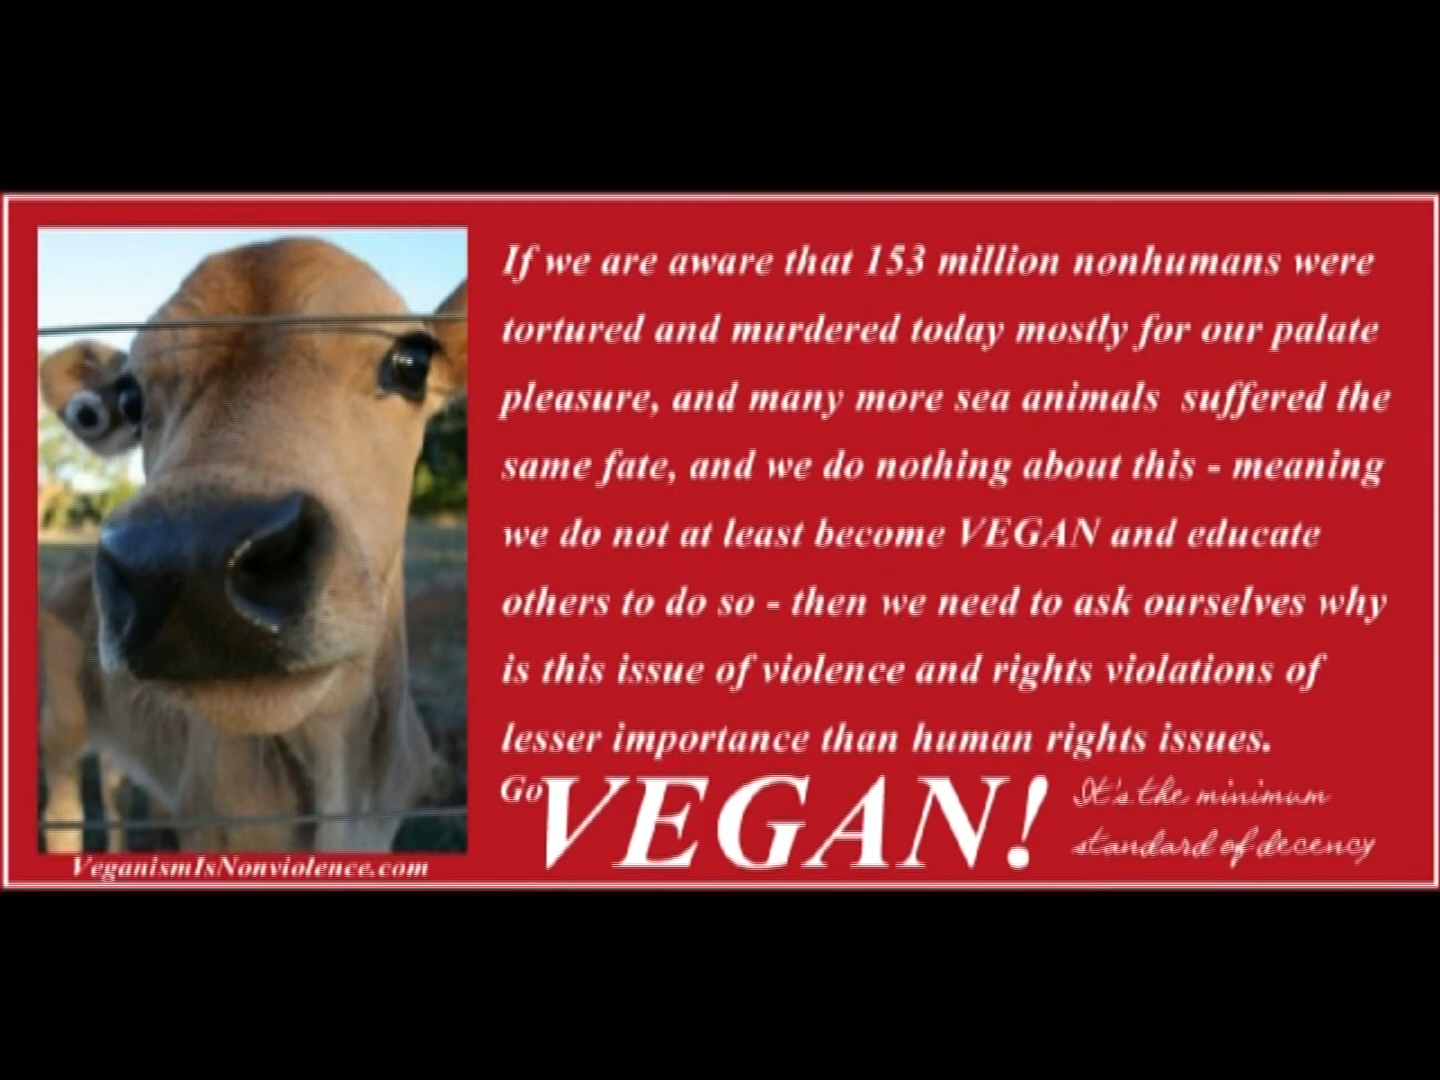 If we are aware that 153 million nonhumans were
tortured and murdered today mostly for our palate
pleasure, and many more sea animals suffered the
same fate, and we do nothing about this - meaning
we do not at least become VEGAN and educate
others to do so - then we need to ask ourselves why
is this issue of violence and rights violations of
lesser importance than human rights issues.
Go VEGAN!
It's the minimum
standard of decency
VeganismIsNonviolence.com